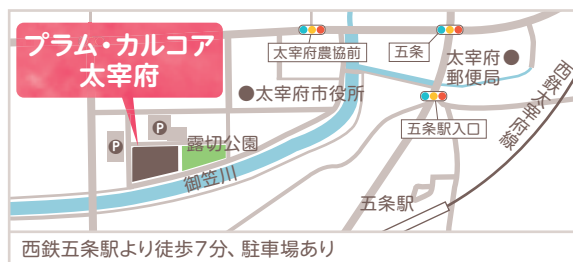 プラム・カルコア
太宰府
太宰府農協前
五条
太宰府
郵便局
西鉄太宰府線
太宰府市役所
五条駅入口
P
P
露切公園
御笠川
五条駅
西鉄五条駅より徒歩7分、駐車場あり